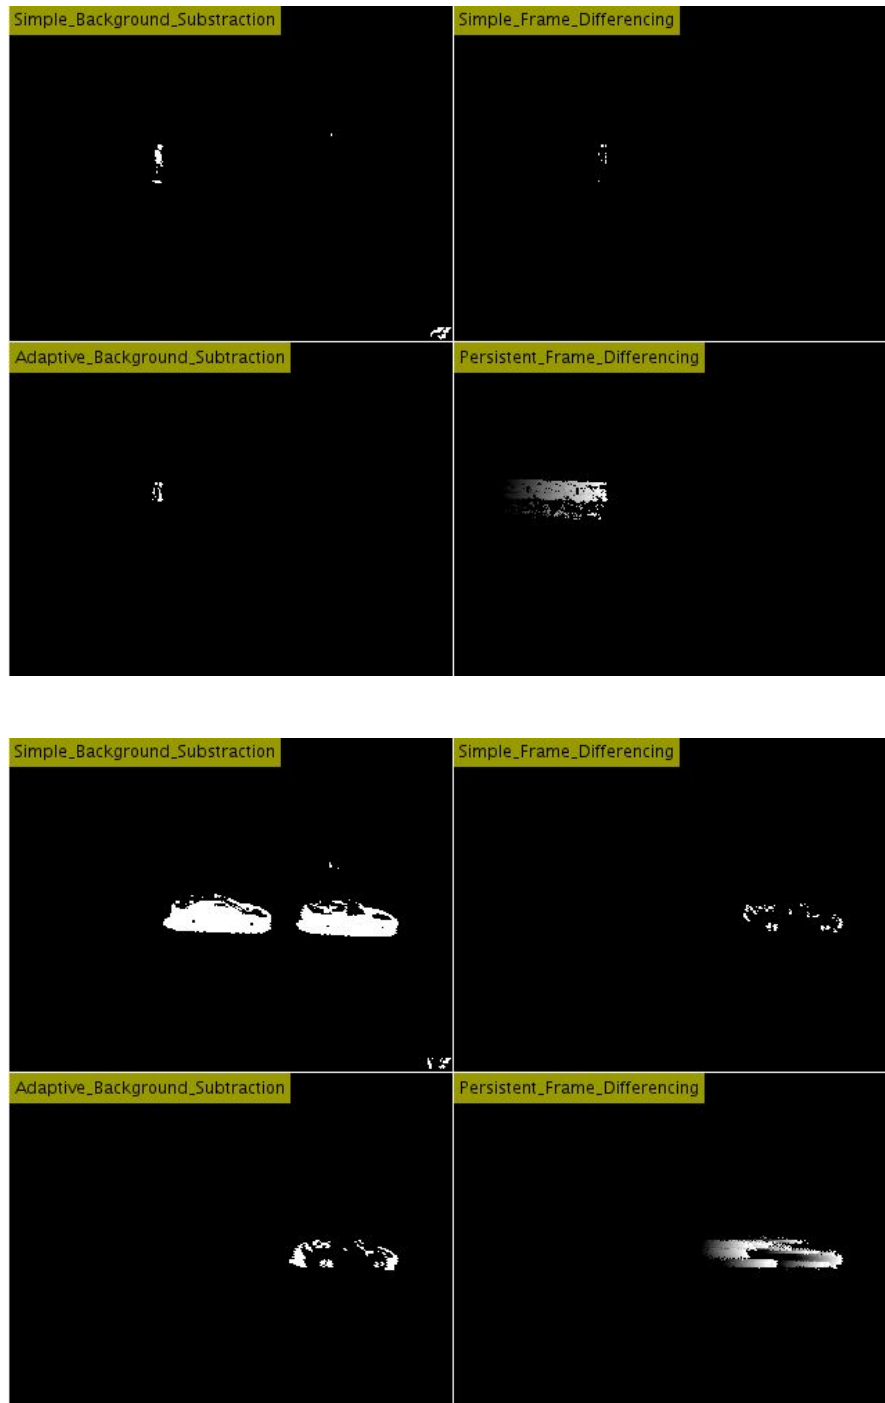 Simple_Background_Substraction
Simple_Frame_Differencing
Adaptive_Background_Subtraction
Persistent_Frame_Differencing
Simple_Background_Substraction
Simple_Frame_Differencing
Adaptive_Background_Subtraction
Persistent_Frame_Differencing